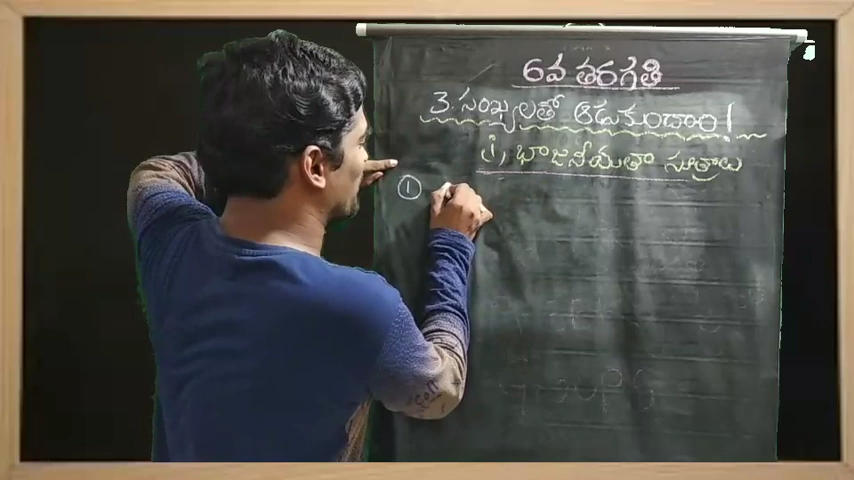 6వ తరగతి
3. సంఖ్యలతో ఆడుకుందాం!
i, భాజనీయతా సూత్రాలు
①